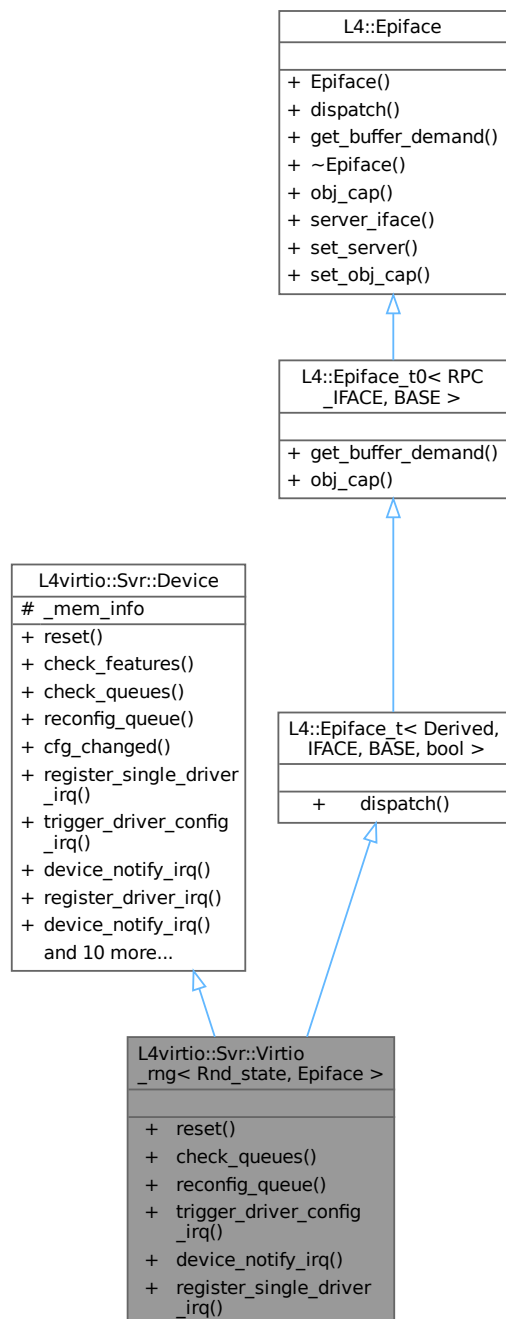 L4::Epiface
+ Epiface()
+ dispatch()
+ get_buffer_demand()
+ ~Epiface()
+ obj_cap()
+ server_iface()
+ set_server()
+ set_obj_cap()
L4::Epiface_t0< RPC
_IFACE, BASE >
+ get_buffer_demand()
+ obj_cap()
L4virtio::Svr::Device
# _mem_info
+ reset()
+ check_features()
+ check_queues()
+ reconfig_queue()
+ cfg_changed()
+ register_single_driver
_irq()
+ trigger_driver_config
_irq()
+ device_notify_irq()
+ register_driver_irq()
+ device_notify_irq()
and 10 more...
L4::Epiface_t< Derived,
IFACE, BASE, bool >
+ dispatch()
L4virtio::Svr::Virtio
_rng< Rnd_state, Epiface >
+ reset()
+ check_queues()
+ reconfig_queue()
+ trigger_driver_config
_irq()
+ device_notify_irq()
+ register_single_driver
_irq()